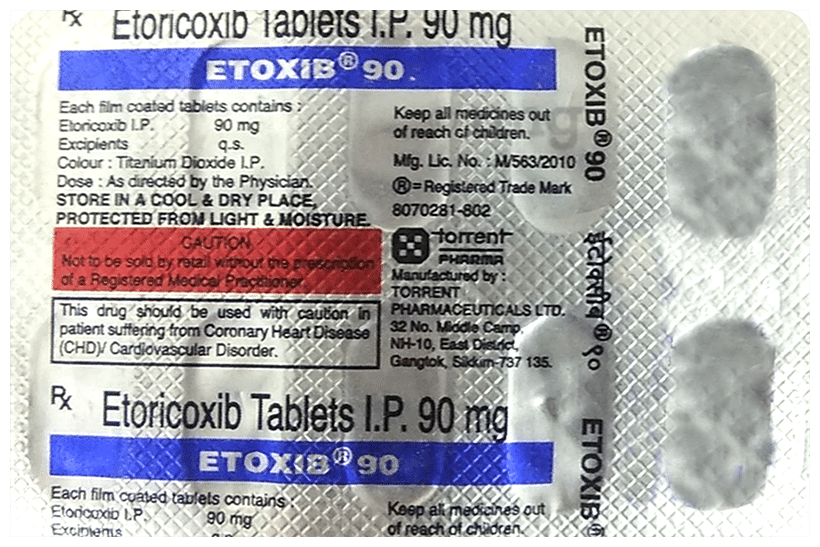 Rx Etoricoxib Tablets I.P. 90 mg
ETOXIB® 90
Each film coated tablets contains :
Etoricoxib I.P. 90 mg
Excipients q.s.
Colour : Titanium Dioxide I.P.
Dose : As directed by the Physician.
STORE IN A COOL & DRY PLACE,
PROTECTED FROM LIGHT & MOISTURE.
CAUTION
Not to be sold by retail without the prescription
of a Registered Medical Practitioner.
This drug should be used with caution in
patient suffering from Coronary Heart Disease
(CHD)/ Cardiovascular Disorder.
Keep all medicines out
of reach of children.
Mfg. Lic. No. : M/563/2010
®=Registered Trade Mark
8070281-802
torrent
PHARMA
Manufactured by :
TORRENT
PHARMACEUTICALS LTD.
32 No. Middle Camp,
NH-10, East District,
Gangtok, Sikkim-737 135.
ETOXIB® 90
® ९०
ETOXIB®
Rx Etoricoxib Tablets I.P. 90 mg
ETOXIB® 90
Each film coated tablets contains :
Etoricoxib I.P. 90 mg
Excipients q.s.
Keep all medicines out
of reach of children.